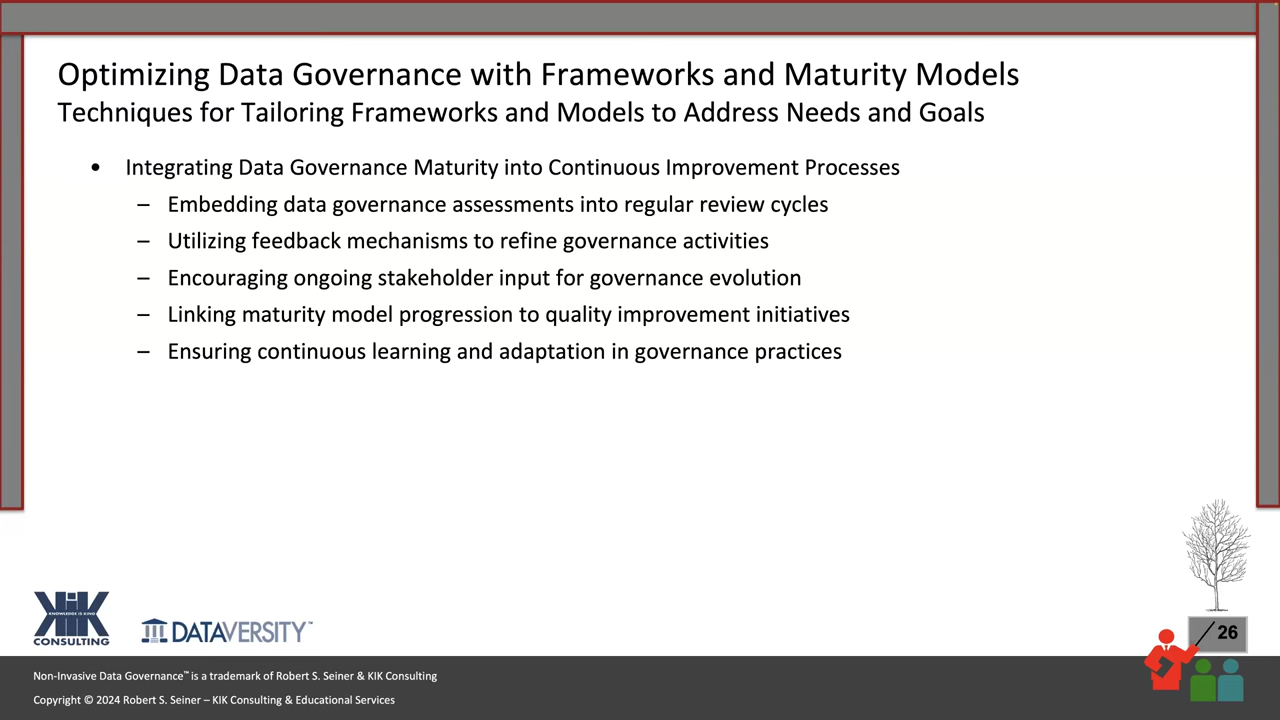 Optimizing Data Governance with Frameworks and Maturity Models
Techniques for Tailoring Frameworks and Models to Address Needs and Goals
• Integrating Data Governance Maturity into Continuous Improvement Processes
– Embedding data governance assessments into regular review cycles
– Utilizing feedback mechanisms to refine governance activities
– Encouraging ongoing stakeholder input for governance evolution
– Linking maturity model progression to quality improvement initiatives
– Ensuring continuous learning and adaptation in governance practices
KIK
KNOWLEDGE IS KING
CONSULTING
DATAVERSITY™
26
Non-Invasive Data Governance™ is a trademark of Robert S. Seiner & KIK Consulting
Copyright © 2024 Robert S. Seiner – KIK Consulting & Educational Services